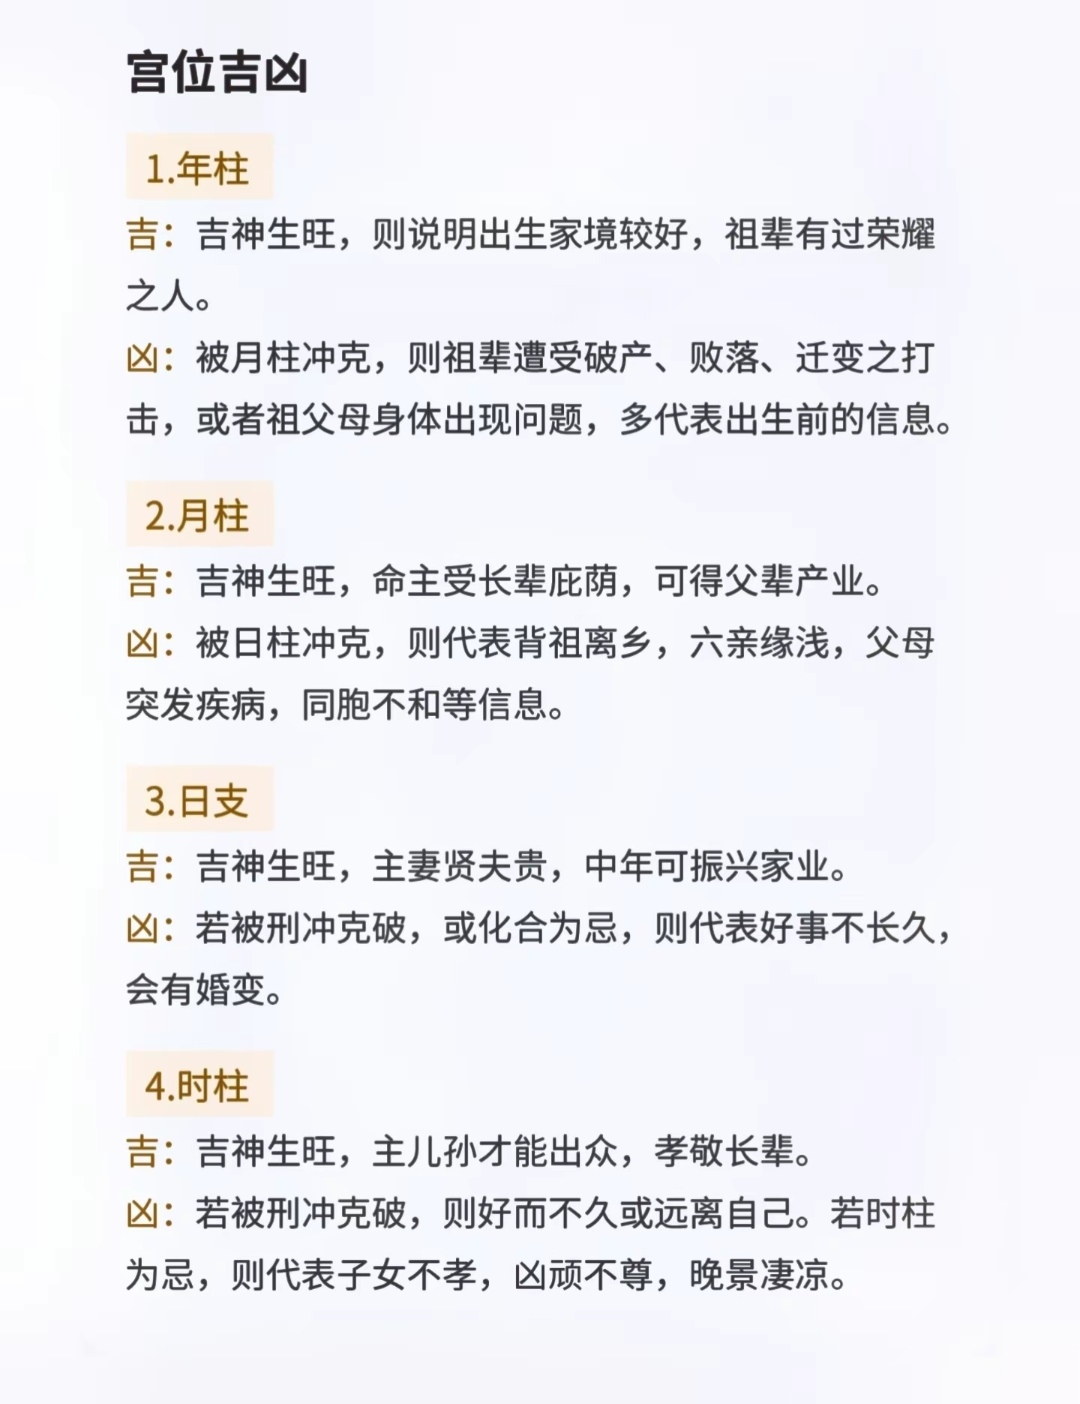 宫位吉凶
1.年柱
吉：吉神生旺，则说明出生家境较好，祖辈有过荣耀
之人。
凶：被月柱冲克，则祖辈遭受破产、败落、迁变之打
击，或者祖父母身体出现问题，多代表出生前的信息。
2.月柱
吉：吉神生旺，命主受长辈庇荫，可得父辈产业。
凶：被日柱冲克，则代表背祖离乡，六亲缘浅，父母
突发疾病，同胞不和等信息。
3.日支
吉：吉神生旺，主妻贤夫贵，中年可振兴家业。
凶：若被刑冲克破，或化合为忌，则代表好事不长久，
会有婚变。
4.时柱
吉：吉神生旺，主儿孙才能出众，孝敬长辈。
凶：若被刑冲克破，则好而不久或远离自己。若时柱
为忌，则代表子女不孝，凶顽不尊，晚景凄凉。